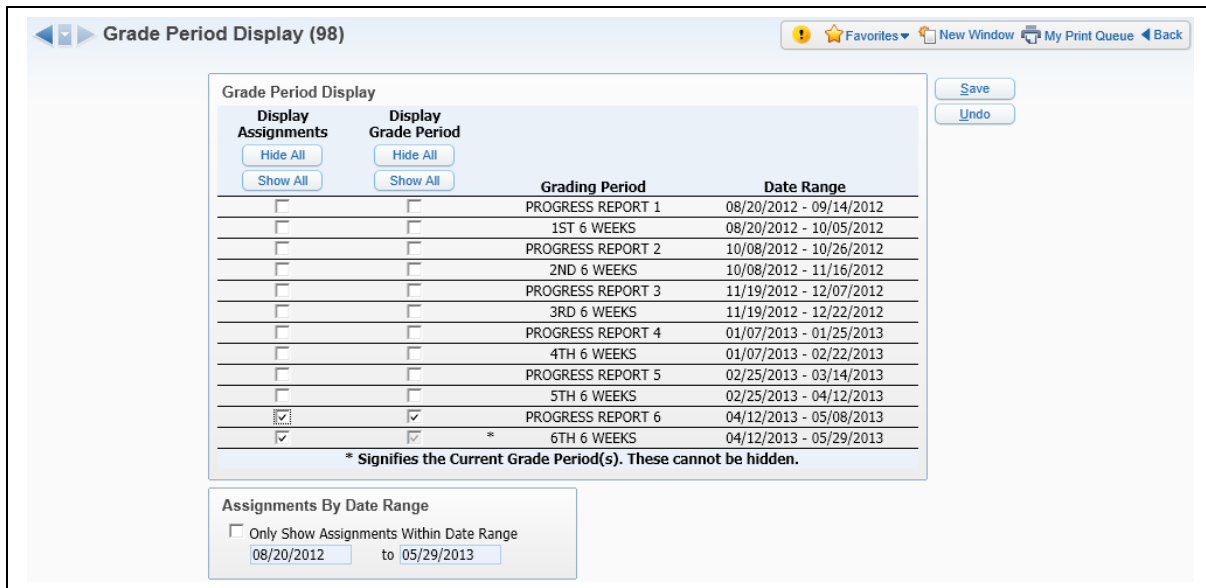 Grade Period Display (98)
! Favorites New Window My Print Queue Back
Grade Period Display
Save
Undo
Display Assignments Display Grade Period
Hide All Hide All
Show All Show All
Grading Period Date Range
PROGRESS REPORT 1 08/20/2012 - 09/14/2012
1ST 6 WEEKS 08/20/2012 - 10/05/2012
PROGRESS REPORT 2 10/08/2012 - 10/26/2012
2ND 6 WEEKS 10/08/2012 - 11/16/2012
PROGRESS REPORT 3 11/19/2012 - 12/07/2012
3RD 6 WEEKS 11/19/2012 - 12/22/2012
PROGRESS REPORT 4 01/07/2013 - 01/25/2013
4TH 6 WEEKS 01/07/2013 - 02/22/2013
PROGRESS REPORT 5 02/25/2013 - 03/14/2013
5TH 6 WEEKS 02/25/2013 - 04/12/2013
PROGRESS REPORT 6 04/12/2013 - 05/08/2013
* 6TH 6 WEEKS 04/12/2013 - 05/29/2013
* Signifies the Current Grade Period(s). These cannot be hidden.
Assignments By Date Range
Only Show Assignments Within Date Range
08/20/2012 to 05/29/2013